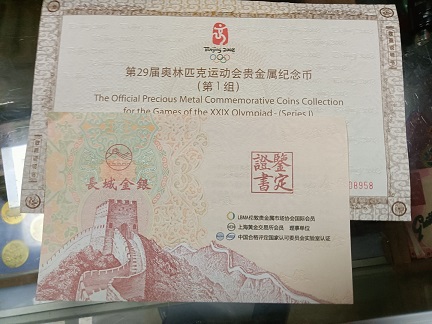 Beijing 2008
第29届奥林匹克运动会贵金属纪念币
（第1组）
The Official Precious Metal Commemorative Coins Collection
for the Games of the XXIX Olympiad - (Series I)
08958
長城金銀
鑒定
證書
LBMA伦敦贵金属市场协会国际会员
上海黄金交易所会员 理事单位
中国合格评定国家认可委员会实验室认证